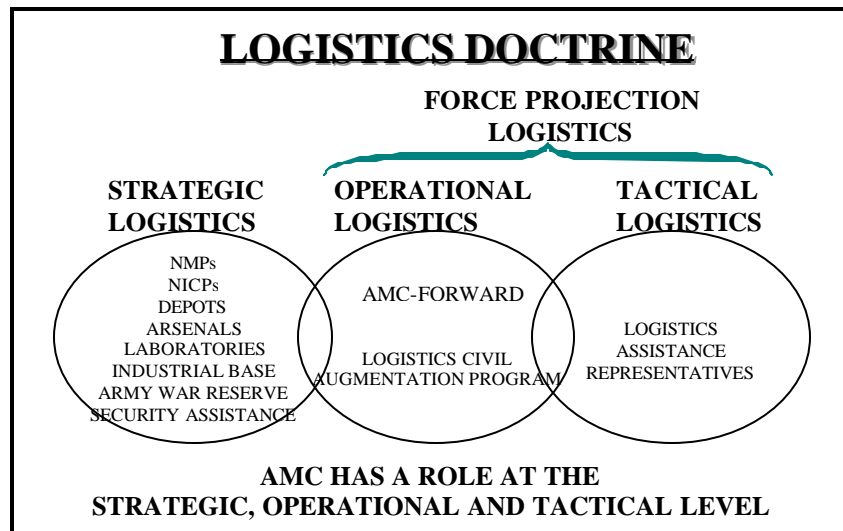 LOGISTICS DOCTRINE
FORCE PROJECTION
LOGISTICS
STRATEGIC
LOGISTICS
OPERATIONAL
LOGISTICS
TACTICAL
LOGISTICS
NMPs
NICPs
DEPOTS
ARSENALS
LABORATORIES
INDUSTRIAL BASE
ARMY WAR RESERVE
SECURITY ASSISTANCE
AMC-FORWARD
LOGISTICS CIVIL
AUGMENTATION PROGRAM
LOGISTICS
ASSISTANCE
REPRESENTATIVES
AMC HAS A ROLE AT THE
STRATEGIC, OPERATIONAL AND TACTICAL LEVEL